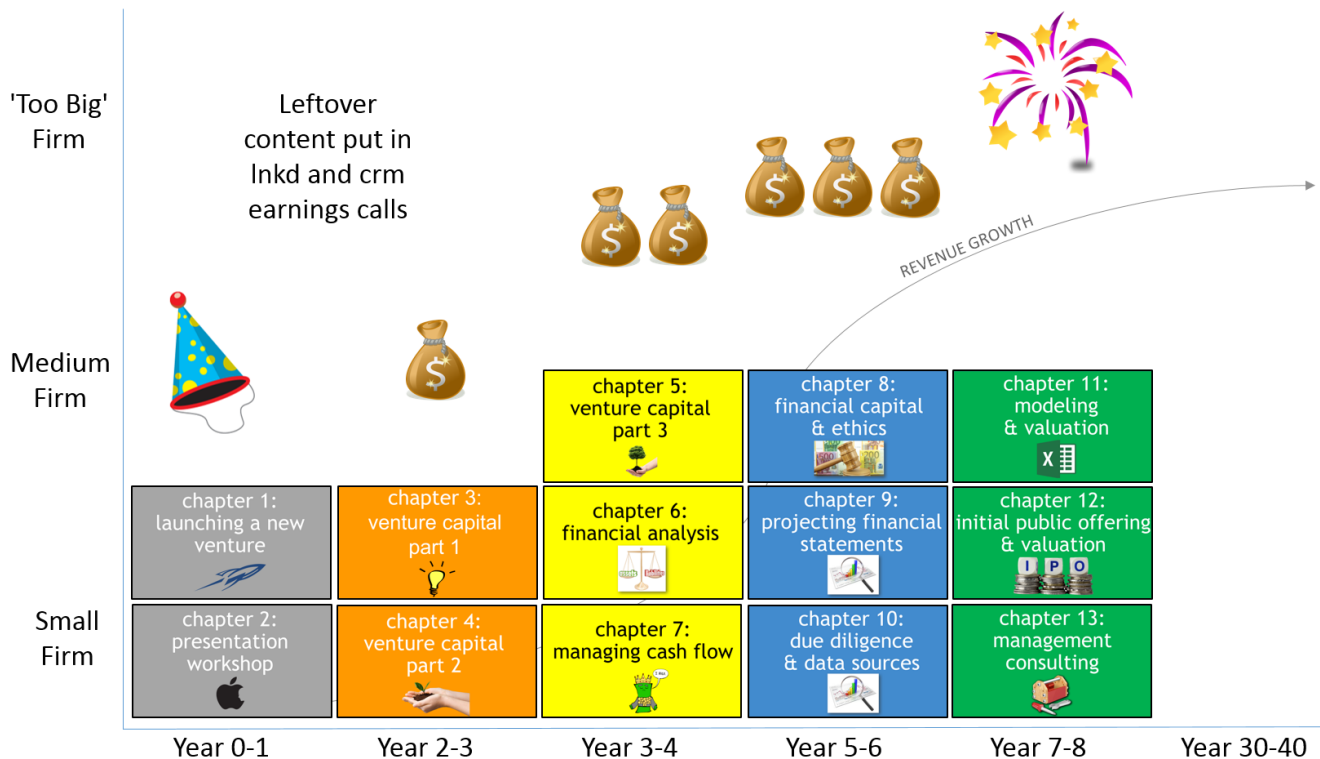 'Too Big'
Firm
Leftover
content put in
lnkd and crm
earnings calls
REVENUE GROWTH
Medium
Firm
chapter 5:
venture capital
part 3
chapter 8:
financial capital
& ethics
chapter 11:
modeling
& valuation
X
chapter 1:
launching a new
venture
chapter 3:
venture capital
part 1
chapter 6:
financial analysis
chapter 9:
projecting financial
statements
chapter 12:
initial public offering
& valuation
I P O
Small
Firm
chapter 2:
presentation
workshop
chapter 4:
venture capital
part 2
chapter 7:
managing cash flow
chapter 10:
due diligence
& data sources
chapter 13:
management
consulting
Year 0-1
Year 2-3
Year 3-4
Year 5-6
Year 7-8
Year 30-40